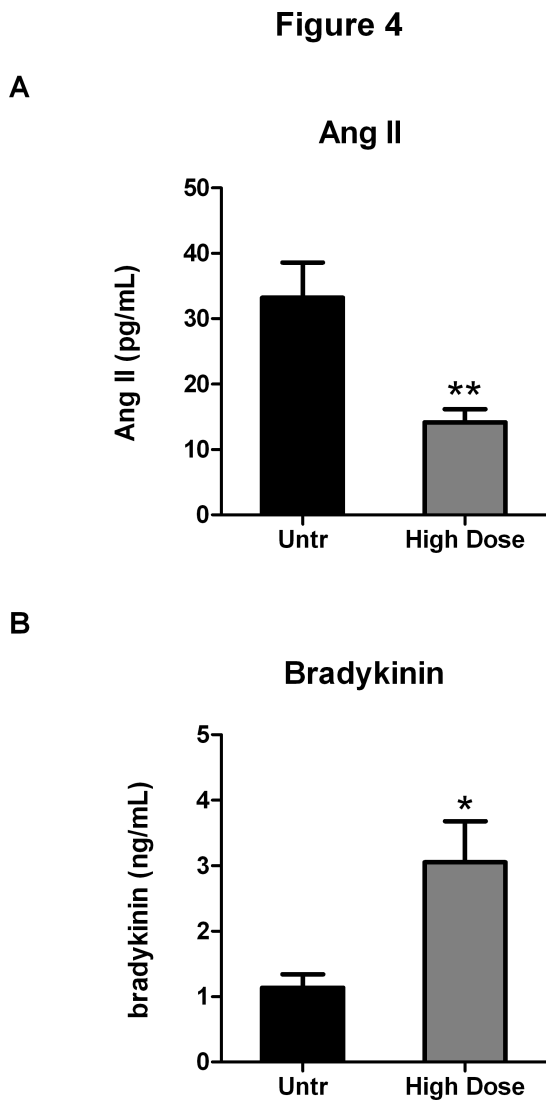 Figure 4
A
Ang II
Ang II (pg/mL)
50
40
30
20
10
0
**
Untr
High Dose
B
Bradykinin
bradykinin (ng/mL)
5
4
3
2
1
0
*
Untr
High Dose